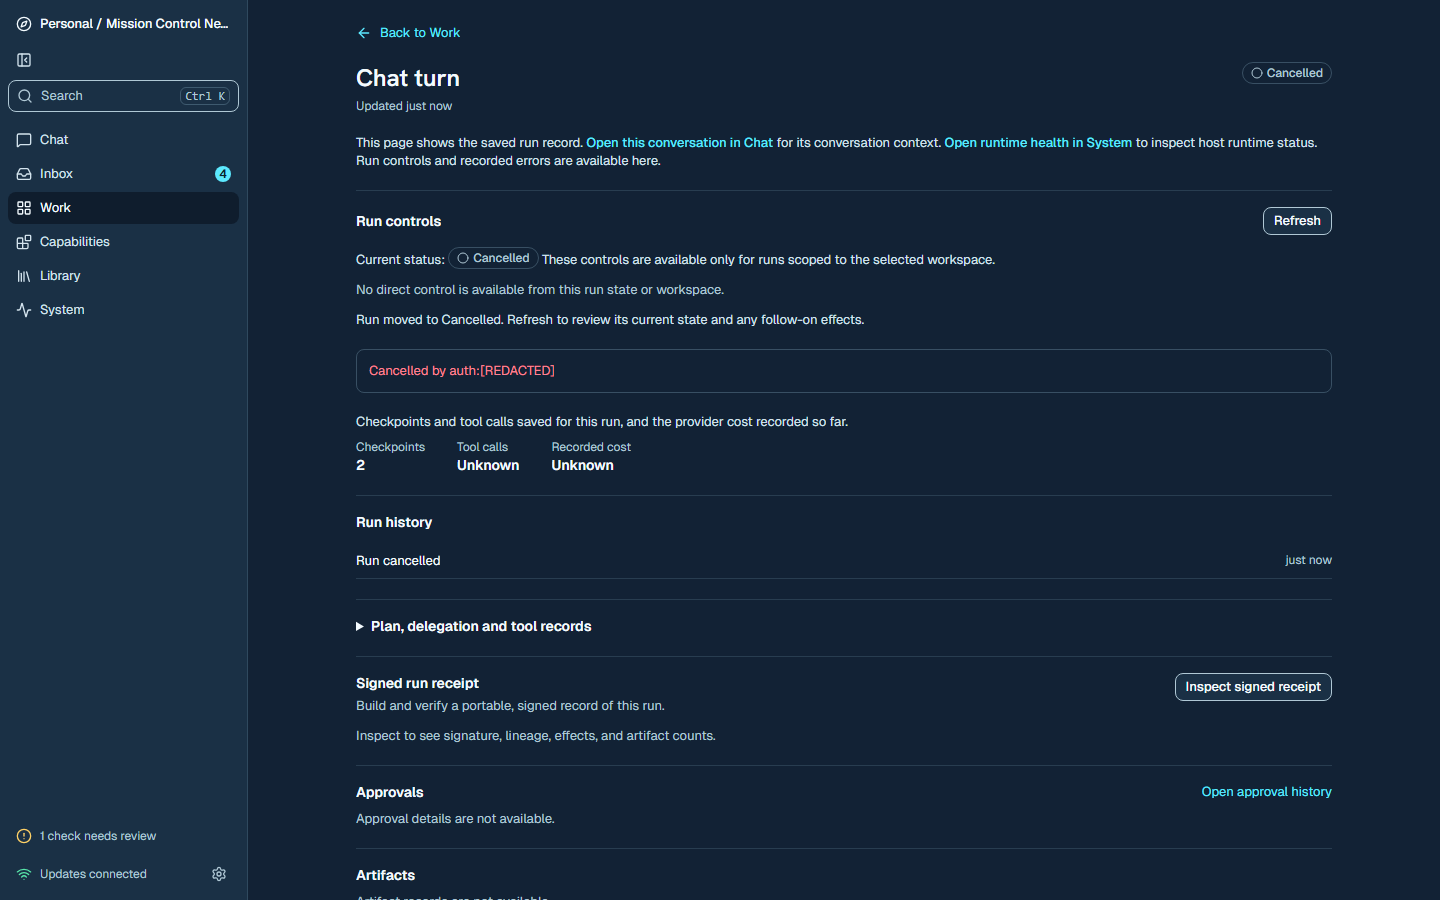 Personal / Mission Control Ne...
Search
Ctrl K
Chat
Inbox
4
Work
Capabilities
Library
System
1 check needs review
Updates connected
Back to Work
Chat turn
Cancelled
Updated just now
This page shows the saved run record. Open this conversation in Chat for its conversation context. Open runtime health in System to inspect host runtime status.
Run controls and recorded errors are available here.
Run controls
Refresh
Current status: Cancelled These controls are available only for runs scoped to the selected workspace.
No direct control is available from this run state or workspace.
Run moved to Cancelled. Refresh to review its current state and any follow-on effects.
Cancelled by auth:[REDACTED]
Checkpoints and tool calls saved for this run, and the provider cost recorded so far.
Checkpoints
Tool calls
Recorded cost
2
Unknown
Unknown
Run history
Run cancelled
just now
Plan, delegation and tool records
Signed run receipt
Inspect signed receipt
Build and verify a portable, signed record of this run.
Inspect to see signature, lineage, effects, and artifact counts.
Approvals
Open approval history
Approval details are not available.
Artifacts